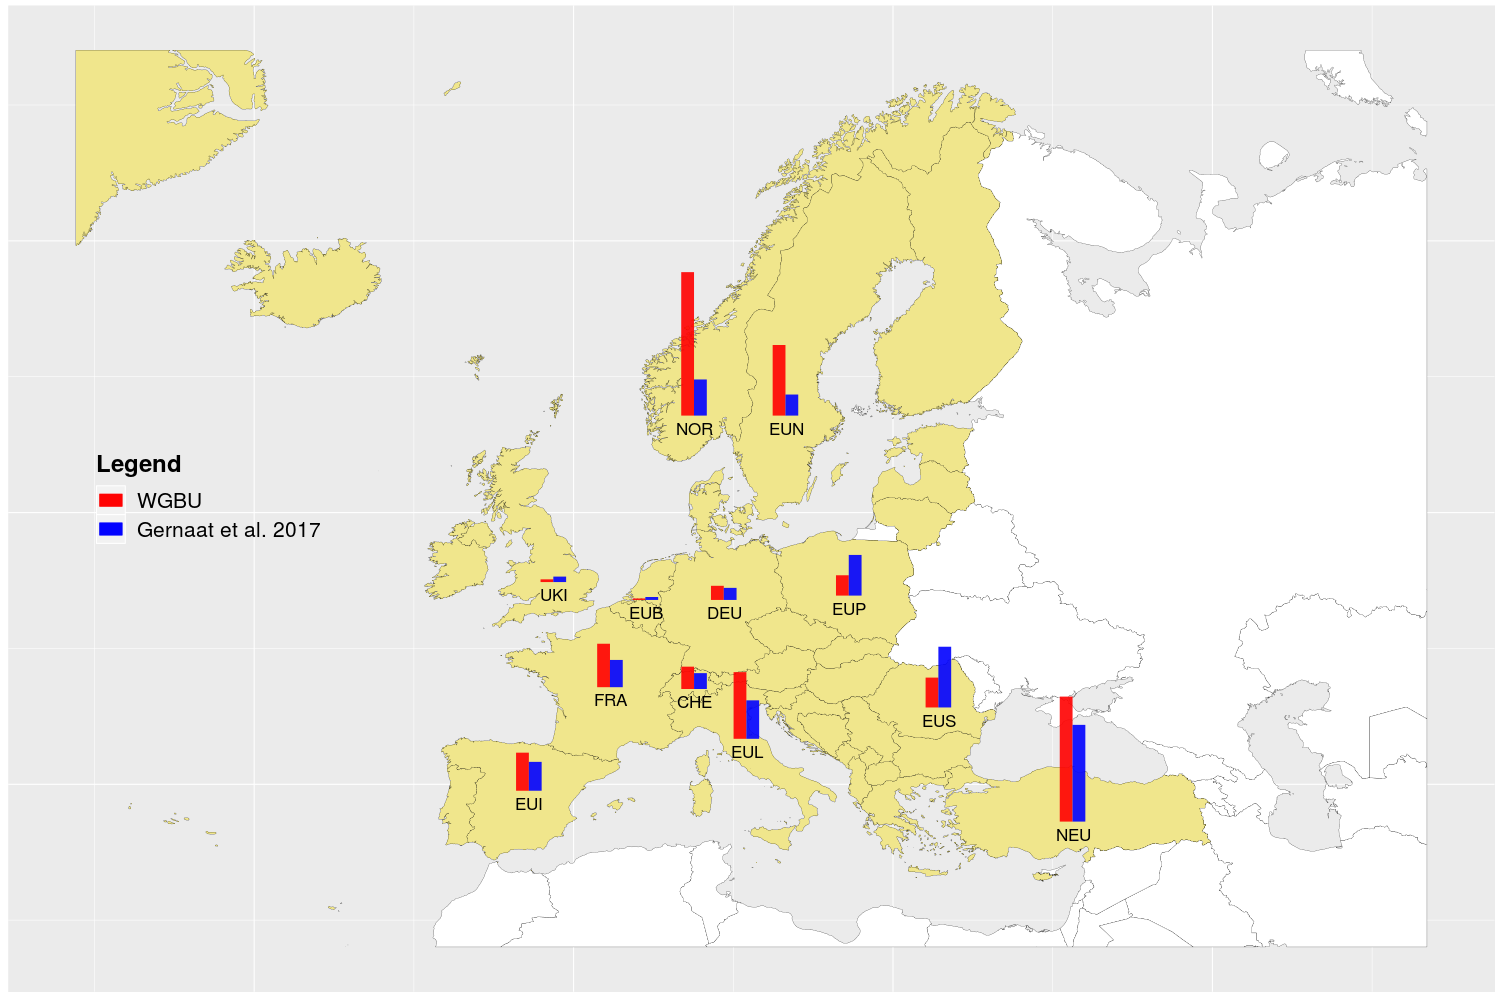 NOR
EUN
Legend
WGBU
Gernaat et al. 2017
UKI
EUB
DEU
EUP
FRA
CHE
EUS
EUL
EUI
NEU